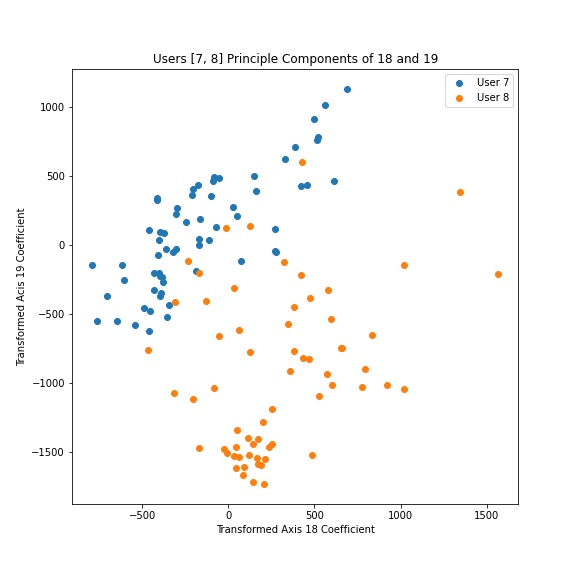 Users [7, 8] Principle Components of 18 and 19
User 7
User 8
1000
500
0
−500
−1000
−1500
Transformed Acis 19 Coefficient
−500
0
500
1000
1500
Transformed Axis 18 Coefficient